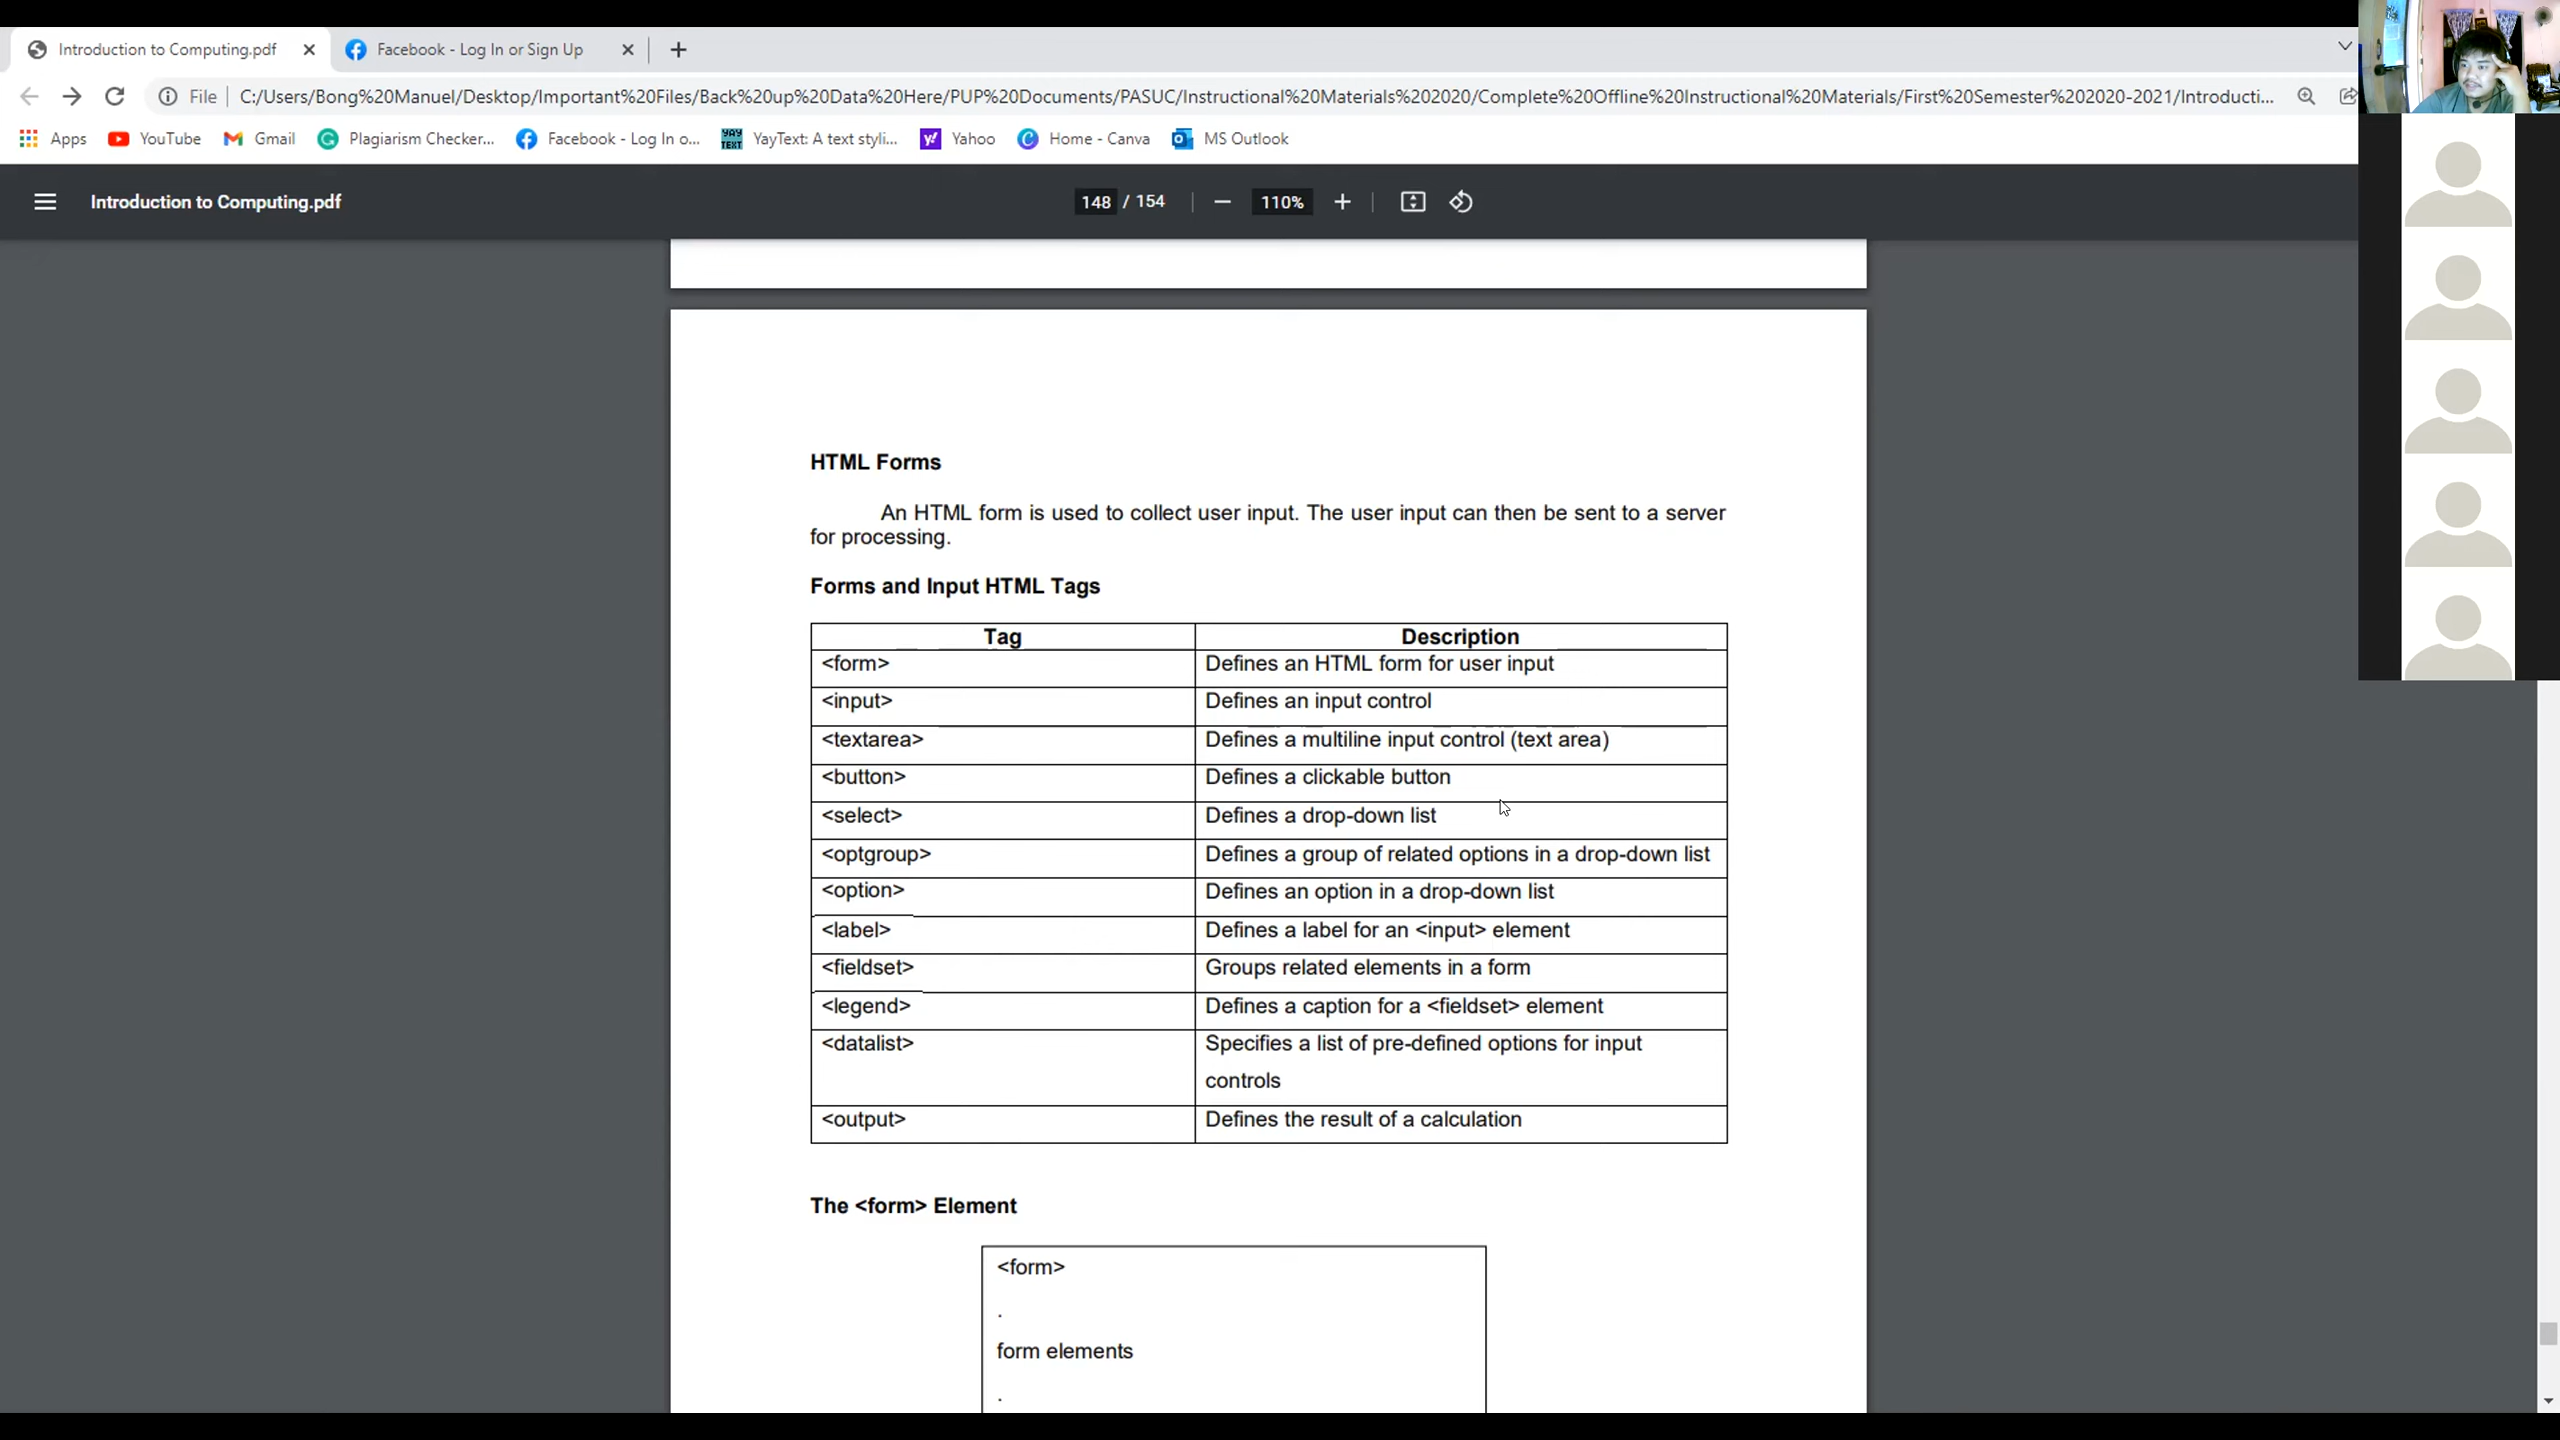 Introduction to Computing.pdf
Facebook - Log In or Sign Up
File
C:/Users/Bong%20Manuel/Desktop/Important%20Files/Back%20up%20Data%20Here/PUP%20Documents/PASUC/Instructional%20Materials%202020/Complete%20Offline%20Instructional%20Materials/First%20Semester%202020-2021/Introducti...
Apps
YouTube
Gmail
Plagiarism Checker...
Facebook - Log In o...
YAY TEXT
YayText: A text styli...
Yahoo
Home - Canva
MS Outlook
Introduction to Computing.pdf
148 / 154
110%
HTML Forms
An HTML form is used to collect user input. The user input can then be sent to a server
for processing.
Forms and Input HTML Tags
Tag Description
<form> Defines an HTML form for user input
<input> Defines an input control
<textarea> Defines a multiline input control (text area)
<button> Defines a clickable button
<select> Defines a drop-down list
<optgroup> Defines a group of related options in a drop-down list
<option> Defines an option in a drop-down list
<label> Defines a label for an <input> element
<fieldset> Groups related elements in a form
<legend> Defines a caption for a <fieldset> element
<datalist> Specifies a list of pre-defined options for input
controls
<output> Defines the result of a calculation
The <form> Element
<form>
.
form elements
.